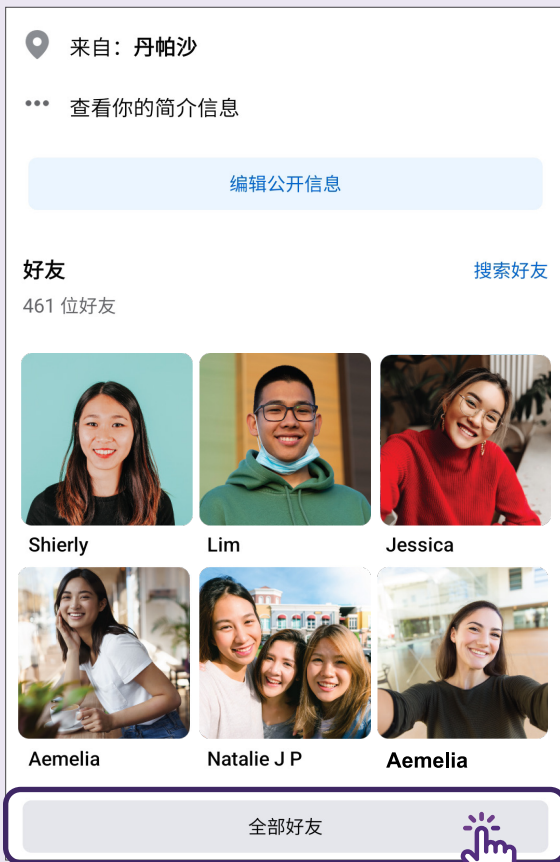 来自：丹帕沙
查看你的简介信息
编辑公开信息
好友
搜索好友
461 位好友
Shierly
Lim
Jessica
Aemelia
Natalie J P
Aemelia
全部好友